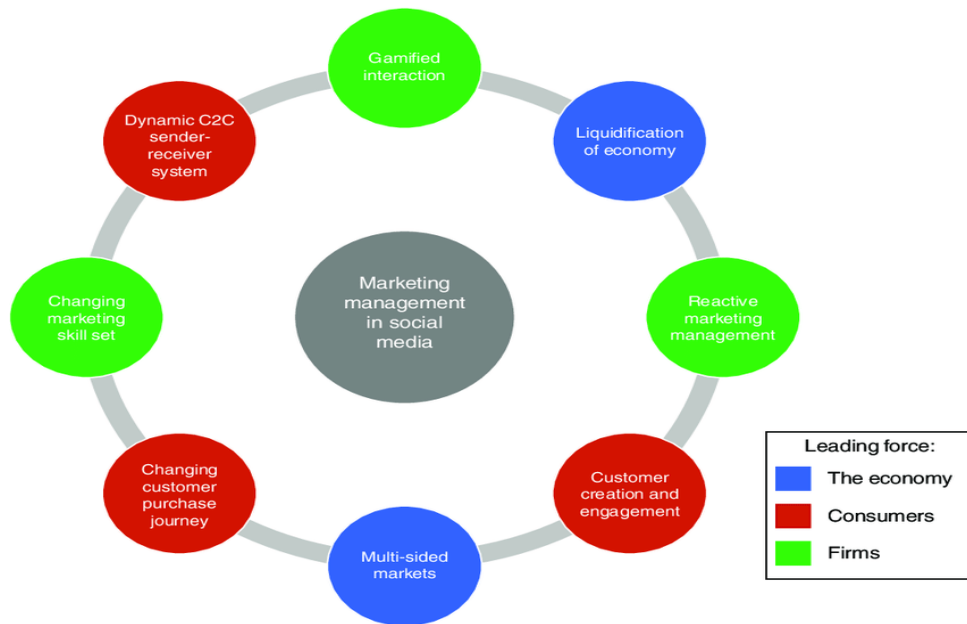 Gamified
interaction
Liquidification
of economy
Dynamic C2C
sender-
receiver
system
Marketing
management
in social
media
Changing
marketing
skill set
Reactive
marketing
management
Changing
customer
purchase
journey
Customer
creation and
engagement
Multi-sided
markets
Leading force:
The economy
Consumers
Firms